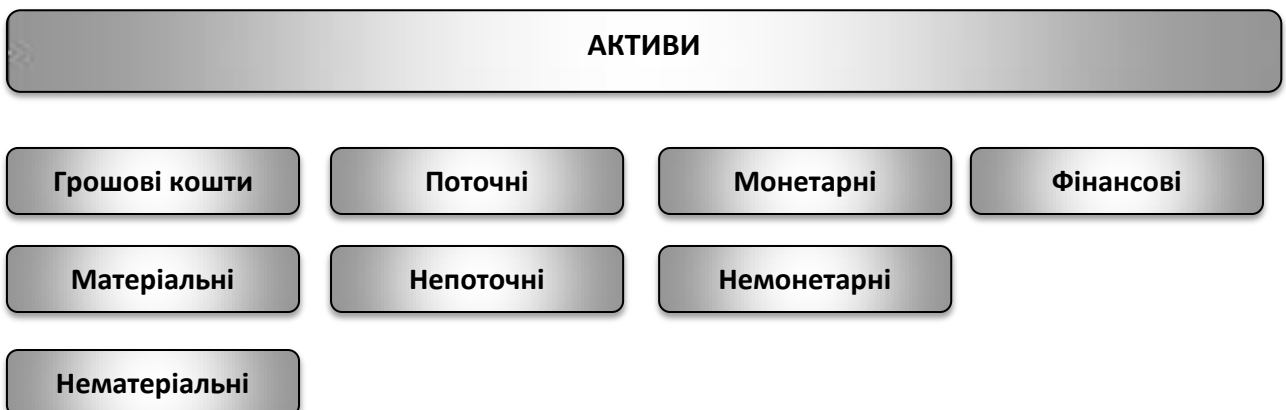 АКТИВИ
Грошові кошти
Поточні
Монетарні
Фінансові
Матеріальні
Непоточні
Немонетарні
Нематеріальні